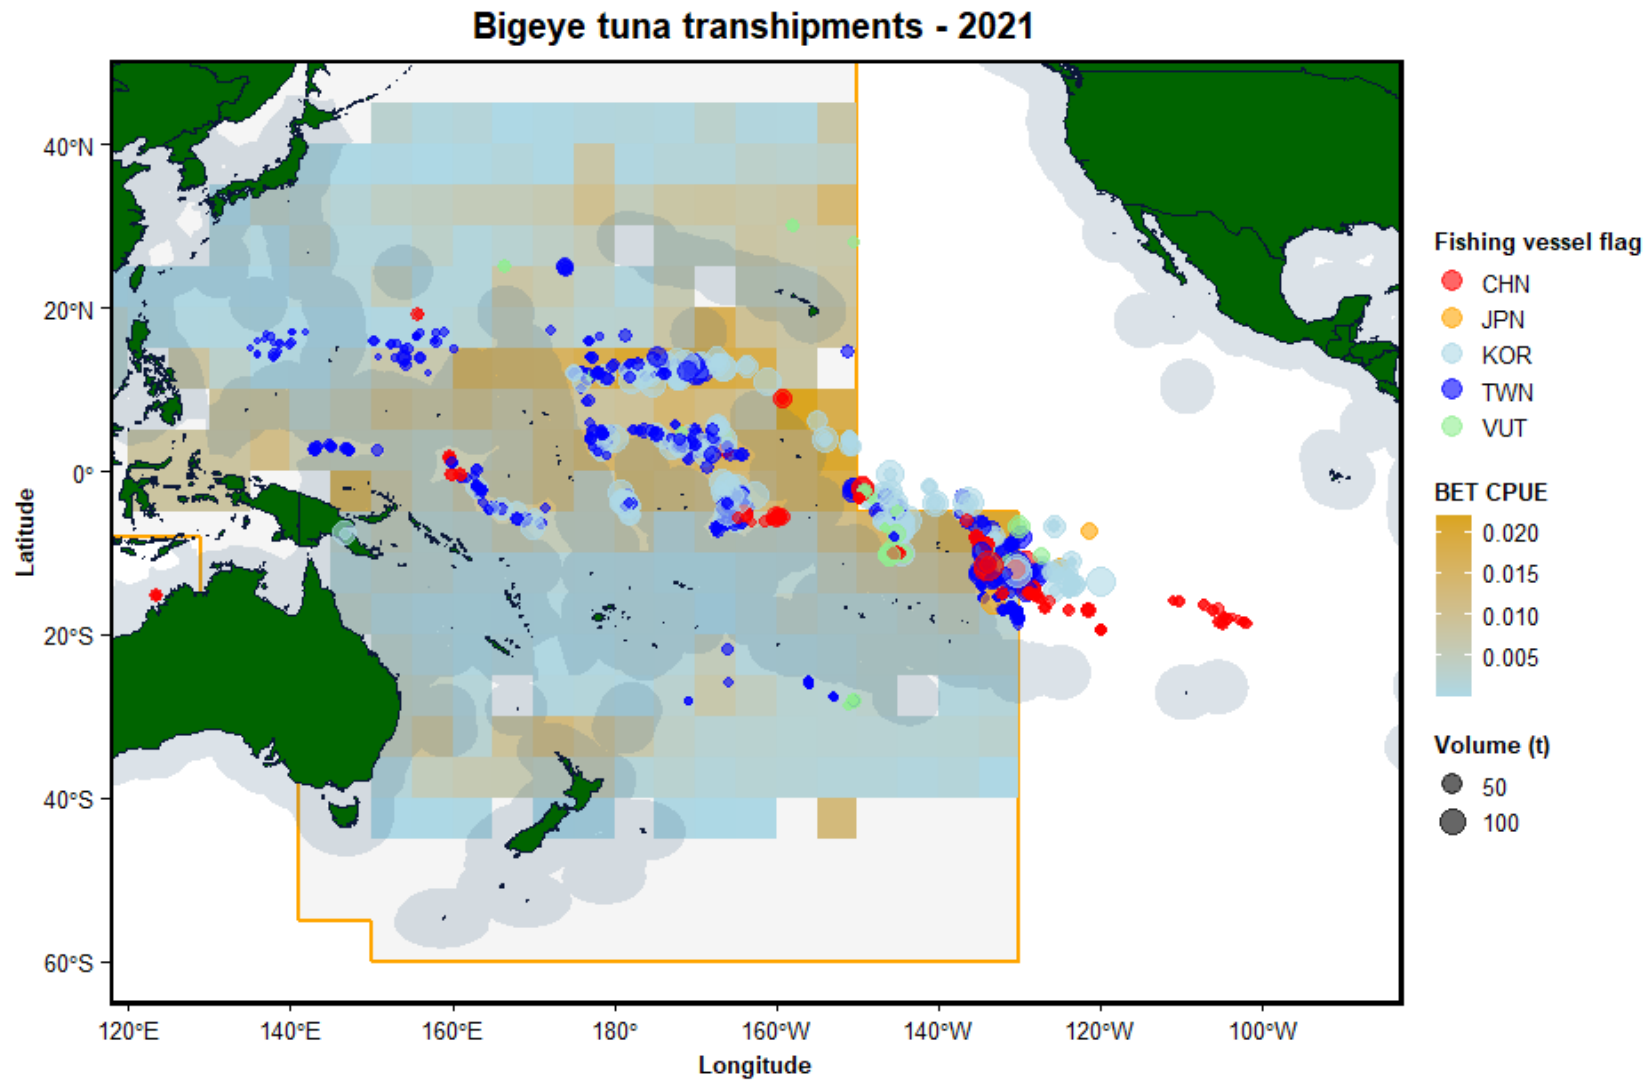 Bigeye tuna transhipments - 2021
40°N
20°N
0°
20°S
40°S
60°S
Latitude
120°E
140°E
160°E
180°
160°W
140°W
120°W
100°W
Longitude
Fishing vessel flag
CHN
JPN
KOR
TWN
VUT
BET CPUE
0.020
0.015
0.010
0.005
Volume (t)
50
100